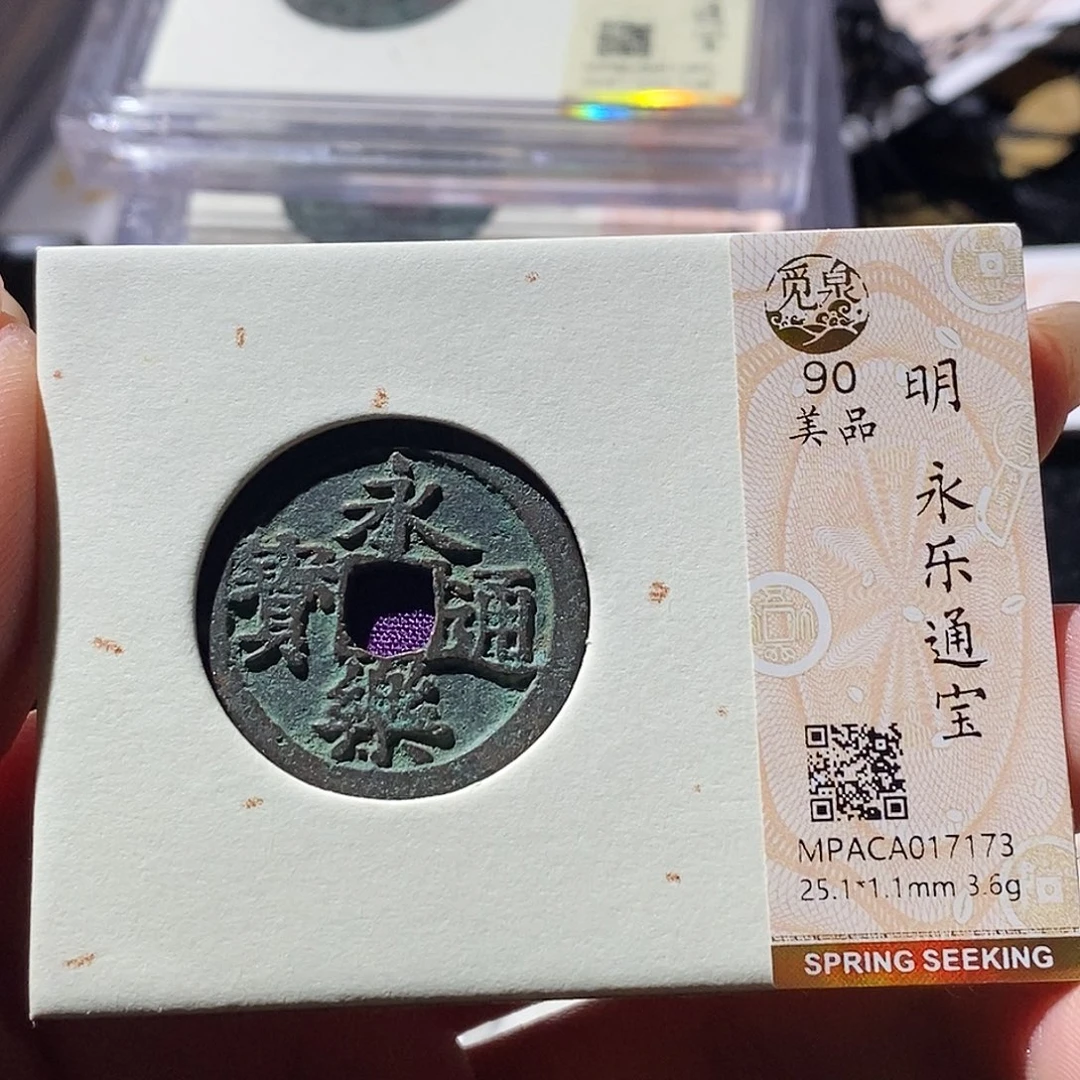 觅泉
90
美品
明 永乐通宝
永樂通寳
MPACA017173
25.1*1.1mm 3.6g
SPRING SEEKING